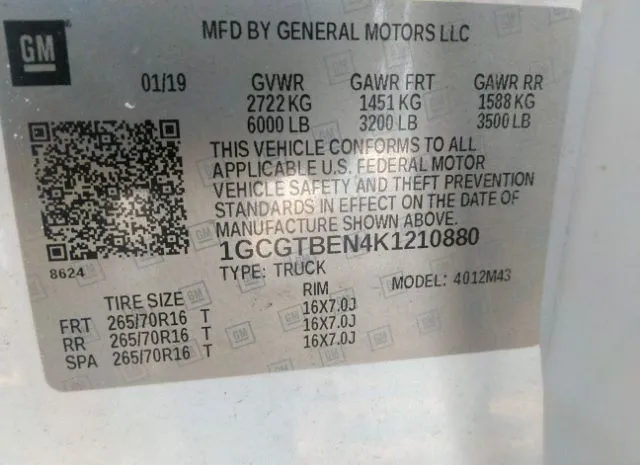 GM
MFD BY GENERAL MOTORS LLC
01/19 GVWR GAWR FRT GAWR RR
2722 KG 1451 KG 1588 KG
6000 LB 3200 LB 3500 LB
THIS VEHICLE CONFORMS TO ALL
APPLICABLE U.S. FEDERAL MOTOR
VEHICLE SAFETY AND THEFT PREVENTION
STANDARDS IN EFFECT ON THE DATE OF
MANUFACTURE SHOWN ABOVE.
8624 1GCGTBEN4K1210880
TYPE: TRUCK MODEL: 4012M43
TIRE SIZE RIM
FRT 265/70R16 T 16X7.0J
RR 265/70R16 T 16X7.0J
SPA 265/70R16 T 16X7.0J